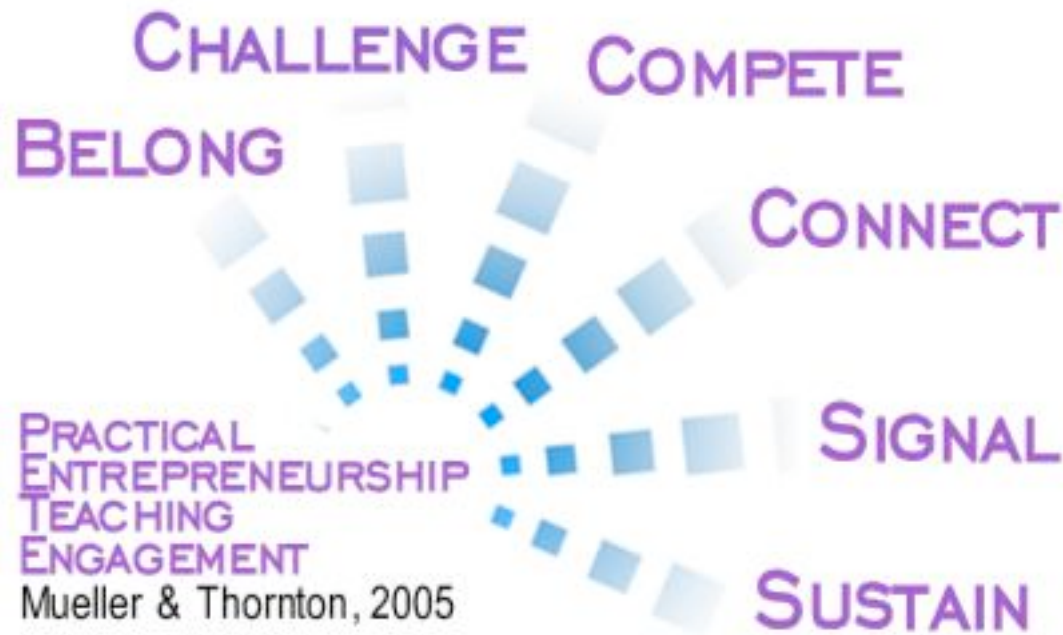 CHALLENGE
COMPETE
BELONG
CONNECT
SIGNAL
SUSTAIN
PRACTICAL
ENTREPRENEURSHIP
TEACHING
ENGAGEMENT
Mueller & Thornton, 2005